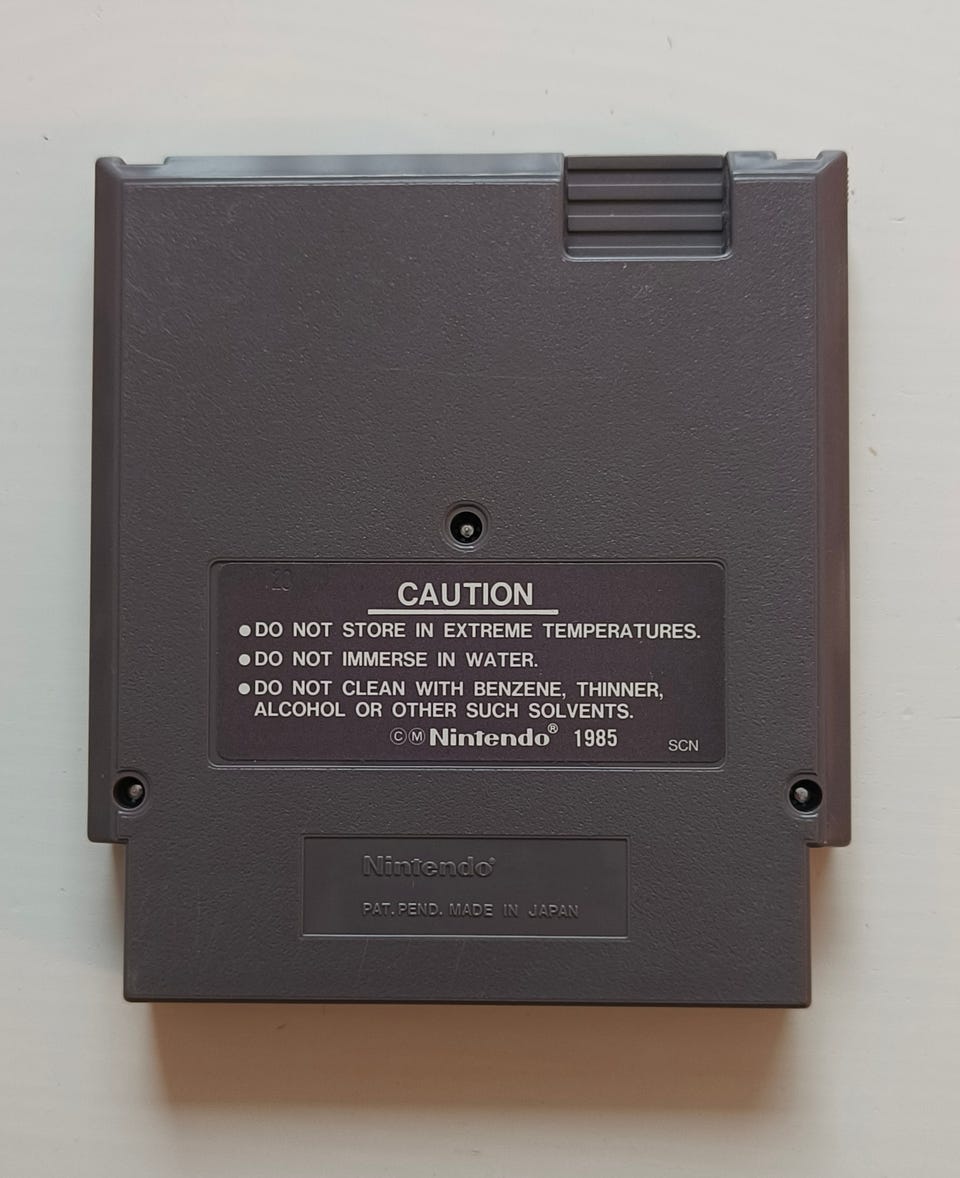 20
CAUTION
●DO NOT STORE IN EXTREME TEMPERATURES.
●DO NOT IMMERSE IN WATER.
●DO NOT CLEAN WITH BENZENE, THINNER,
ALCOHOL OR OTHER SUCH SOLVENTS.
©Ⓜ Nintendo® 1985
SCN
Nintendo®
PAT. PEND. MADE IN JAPAN